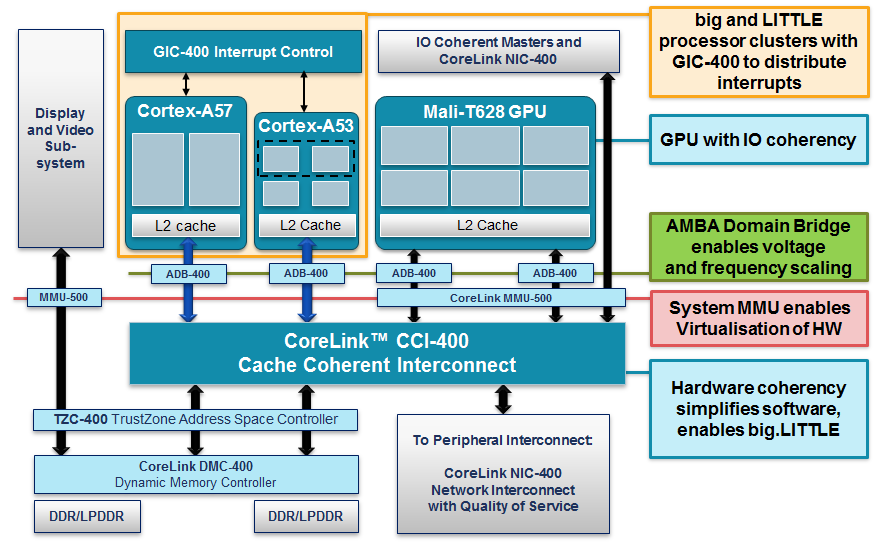 GIC-400 Interrupt Control
IO Coherent Masters and
CoreLink NIC-400
big and LITTLE
processor clusters with
GIC-400 to distribute
interrupts
Display
and Video
Sub-
system
Cortex-A57
L2 cache
Cortex-A53
L2 Cache
Mali-T628 GPU
L2 Cache
GPU with IO coherency
ADB-400
ADB-400
ADB-400
ADB-400
AMBA Domain Bridge
enables voltage
and frequency scaling
MMU-500
CoreLink MMU-500
System MMU enables
Virtualisation of HW
CoreLink™ CCI-400
Cache Coherent Interconnect
Hardware coherency
simplifies software,
enables big.LITTLE
TZC-400 TrustZone Address Space Controller
CoreLink DMC-400
Dynamic Memory Controller
DDR/LPDDR
DDR/LPDDR
To Peripheral Interconnect:
CoreLink NIC-400
Network Interconnect
with Quality of Service